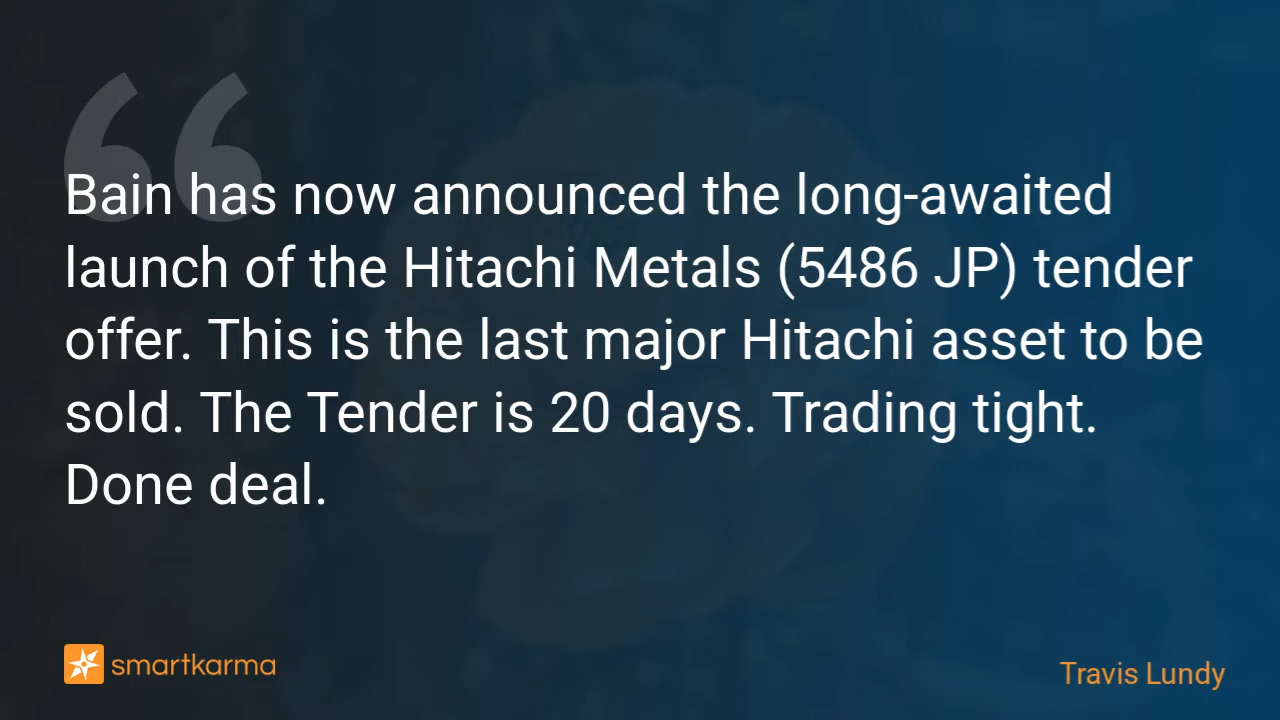 Bain has now announced the long-awaited
launch of the Hitachi Metals (5486 JP) tender
offer. This is the last major Hitachi asset to be
sold. The Tender is 20 days. Trading tight.
Done deal.
smartkarma
Travis Lundy